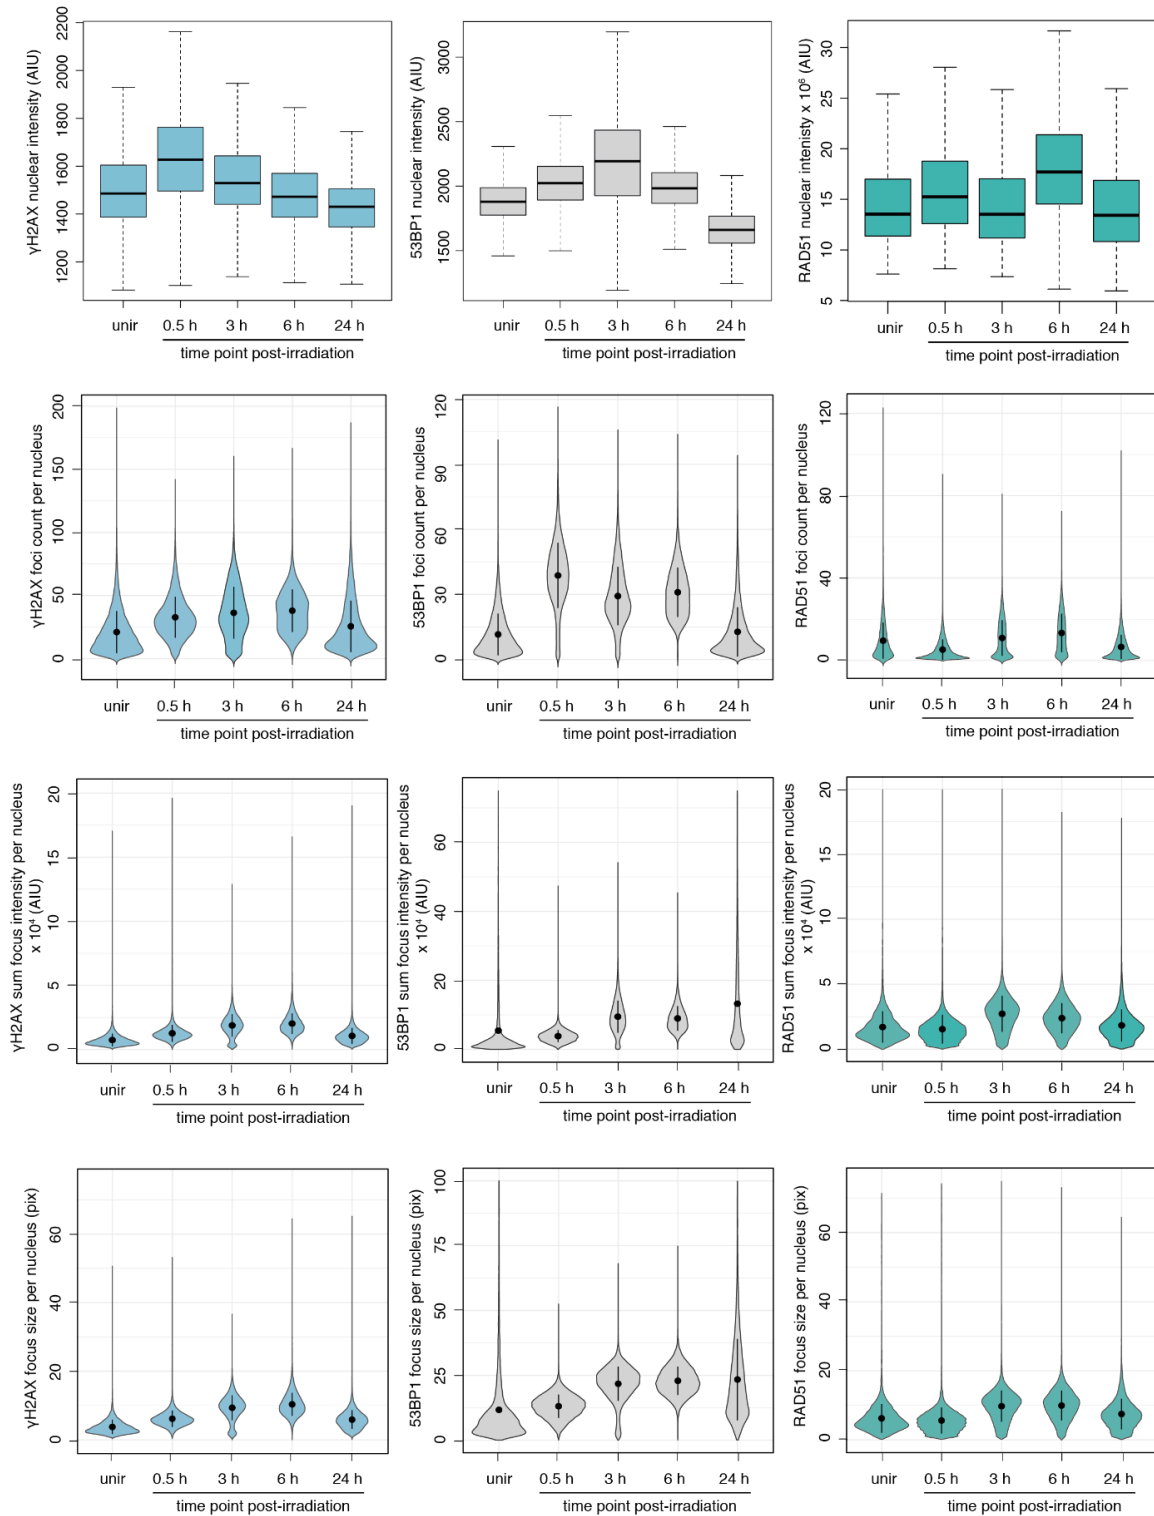 γH2AX nuclear intensity (AIU)
2200
2000
1800
1600
1400
1200
unir 0.5 h 3 h 6 h 24 h
time point post-irradiation
53BP1 nuclear intensity (AIU)
3000
2500
2000
1500
unir 0.5 h 3 h 6 h 24 h
time point post-irradiation
RAD51 nuclear intenisty x 10⁶ (AIU)
30
25
20
15
10
5
unir 0.5 h 3 h 6 h 24 h
time point post-irradiation
γH2AX foci count per nucleus
200
150
100
50
0
unir 0.5 h 3 h 6 h 24 h
time point post-irradiation
53BP1 foci count per nucleus
120
90
60
30
0
unir 0.5 h 3 h 6 h 24 h
time point post-irradiation
RAD51 foci count per nucleus
120
80
40
0
unir 0.5 h 3 h 6 h 24 h
time point post-irradiation
γH2AX sum focus intensity per nucleus
x 10⁴ (AIU)
20
15
10
5
0
unir 0.5 h 3 h 6 h 24 h
time point post-irradiation
53BP1 sum focus intensity per nucleus
x 10⁴ (AIU)
60
40
20
0
unir 0.5 h 3 h 6 h 24 h
time point post-irradiation
RAD51 sum focus intensity per nucleus
x 10⁴ (AIU)
20
15
10
5
0
unir 0.5 h 3 h 6 h 24 h
time point post-irradiation
γH2AX focus size per nucleus (pix)
60
40
20
0
unir 0.5 h 3 h 6 h 24 h
time point post-irradiation
53BP1 focus size per nucleus (pix)
100
75
50
25
0
unir 0.5 h 3 h 6 h 24 h
time point post-irradiation
RAD51 focus size per nucleus (pix)
60
40
20
0
unir 0.5 h 3 h 6 h 24 h
time point post-irradiation